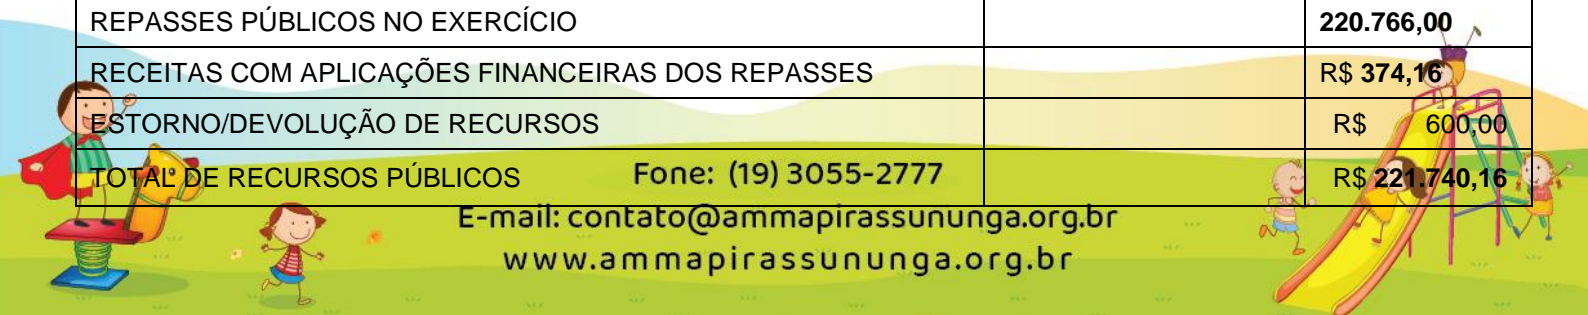 REPASSES PÚBLICOS NO EXERCÍCIO 220.766,00
RECEITAS COM APLICAÇÕES FINANCEIRAS DOS REPASSES R$ 374,16
ESTORNO/DEVOLUÇÃO DE RECURSOS R$ 600,00
TOTAL DE RECURSOS PÚBLICOS R$ 221.740,16
Fone: (19) 3055-2777
E-mail: contato@ammapirassununga.org.br
www.ammapirassununga.org.br